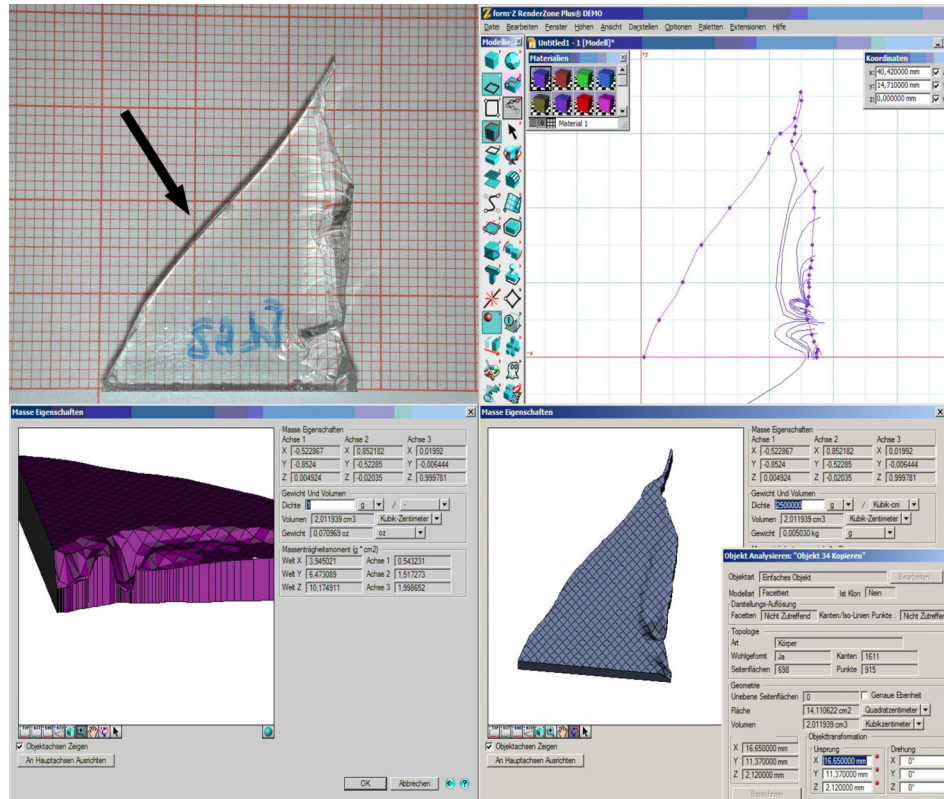 form·Z RenderZone Plus® DEMO
Datei Bearbeiten Fenster Höhen Ansicht Darstellen Optionen Paletten Extensionen Hilfe
Modellie...
Untitled1 - 1 [Modell]*
Materialien
Material 1
Koordinaten
x: 40,420000 mm
y: 14,710000 mm
z: 0,000000 mm
Masse Eigenschaften
Masse Eigenschaften
Achse 1 Achse 2 Achse 3
X -0,522867 X 0,852182 X 0,01992
Y -0,8524 Y -0,52285 Y -0,006444
Z 0,004924 Z -0,02035 Z 0,999781
Gewicht Und Volumen
Dichte 1 g / -
Volumen 2,011939 cm3 Kubik-Zentimeter
Gewicht 0,070969 oz oz
Massenträgheitsmoment (g * cm2)
Welt X 3,945021 Achse 1 0,543231
Welt Y 6,473089 Achse 2 1,517273
Welt Z 10,174911 Achse 3 1,998652
Objektachsen Zeigen
An Hauptachsen Ausrichten
OK Abbrechen
Masse Eigenschaften
Masse Eigenschaften
Achse 1 Achse 2 Achse 3
X -0,522867 X 0,852182 X 0,01992
Y -0,8524 Y -0,52285 Y -0,006444
Z 0,004924 Z -0,02035 Z 0,999781
Gewicht Und Volumen
Dichte 2500000 g / Kubik-cm
Volumen 2,011939 cm3 Kubik-Zentimeter
Gewicht 0,005030 kg g
Objektachsen Zeigen
An Hauptachsen Ausrichten
Objekt Analysieren: "Objekt 34 Kopieren"
Objektart Einfaches Objekt Bearbeiten...
Modellart Facettiert Ist Klon Nein
Darstellungs-Auflösung
Facetten Nicht Zutreffend Kanten/Iso-Linien Punkte : Nicht Zutreffend
Topologie
Art Körper
Wohlgeformt Ja Kanten 1611
Seitenflächen 698 Punkte 915
Geometrie
Unebene Seitenflächen 0 Genaue Ebenheit
Fläche 14,110622 cm2 Quadratzentimeter
Volumen 2,011939 cm3 Kubikzentimeter
Objekttransformation
Ursprung Drehung
X 16,650000 mm X 16,650000 mm X 0°
Y 11,370000 mm Y 11,370000 mm Y 0°
Z 2,120000 mm Z 2,120000 mm Z 0°
Berechnen